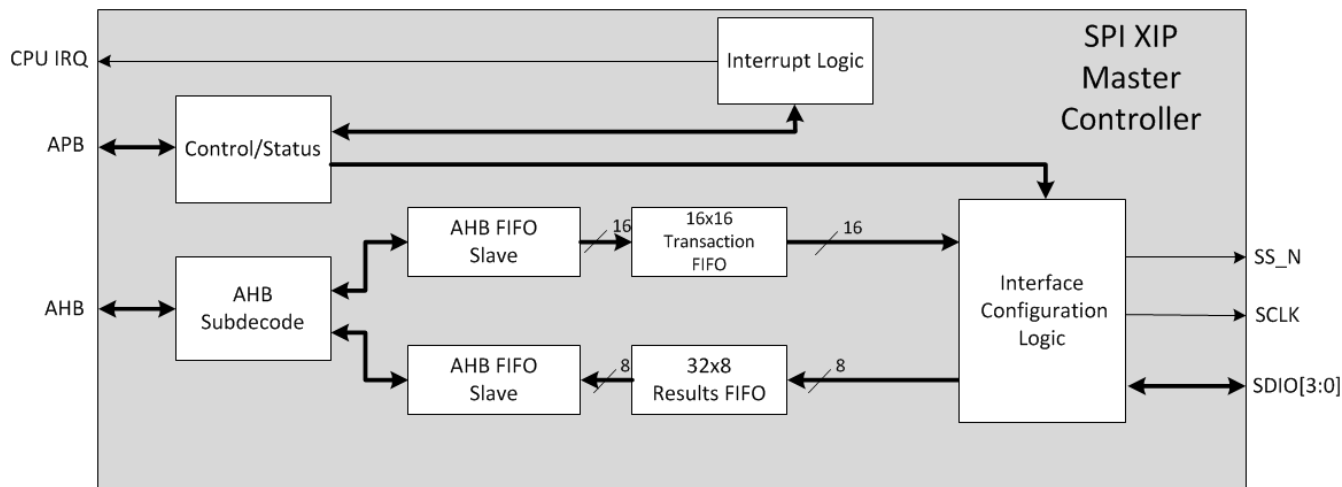 SPI XIP
Master
Controller
CPU IRQ
Interrupt Logic
APB
Control/Status
AHB FIFO
Slave
16
16x16
Transaction
FIFO
16
SS_N
AHB
AHB
Subdecode
Interface
Configuration
Logic
SCLK
AHB FIFO
Slave
8
32x8
Results FIFO
8
SDIO[3:0]